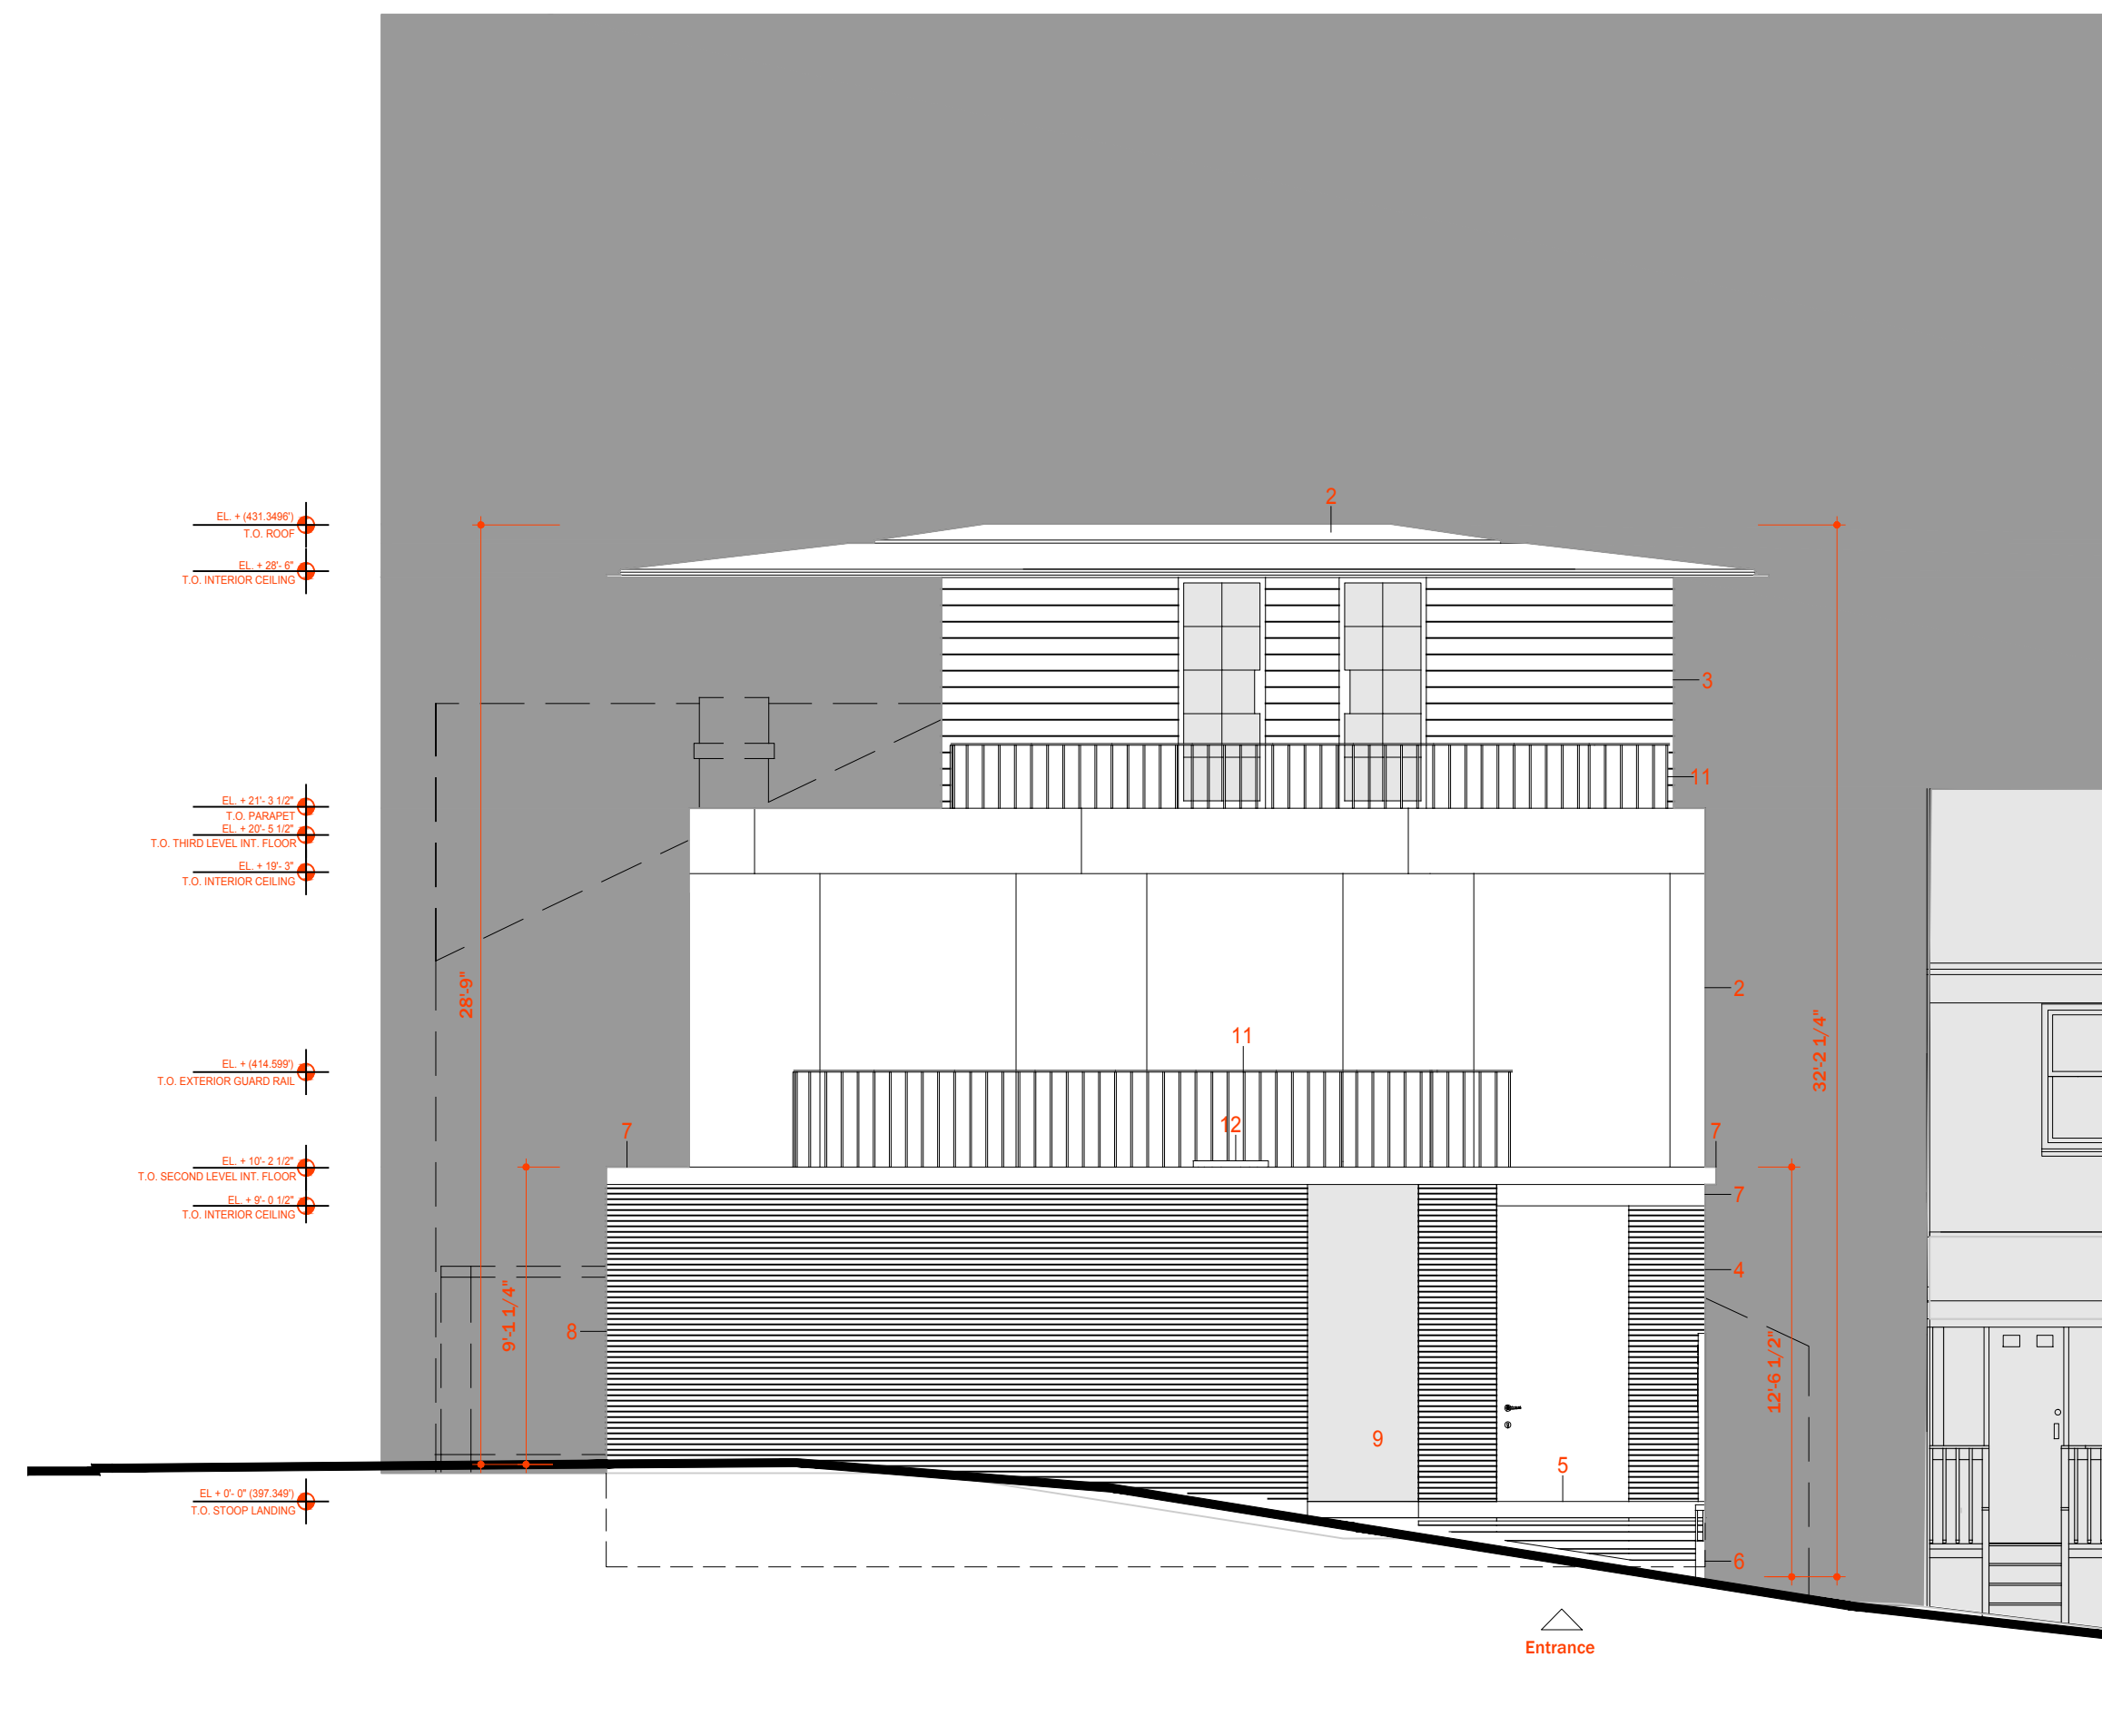 2
EL. + (431.3496')
T.O. ROOF
EL. + 28'- 6"
T.O. INTERIOR CEILING
3
11
EL. + 21'- 3 1/2"
T.O. PARAPET
EL. + 20'- 5 1/2"
T.O. THIRD LEVEL INT. FLOOR
EL. + 19'- 3"
T.O. INTERIOR CEILING
28'-9"
2
32'-2 1/4"
11
EL. + (414.599')
T.O. EXTERIOR GUARD RAIL
12
7
7
EL. + 10'- 2 1/2"
T.O. SECOND LEVEL INT. FLOOR
7
EL. + 9'- 0 1/2"
T.O. INTERIOR CEILING
4
9'-1 1/4"
8
12'-6 1/2"
9
5
EL + 0'- 0" (397.349')
T.O. STOOP LANDING
6
Entrance